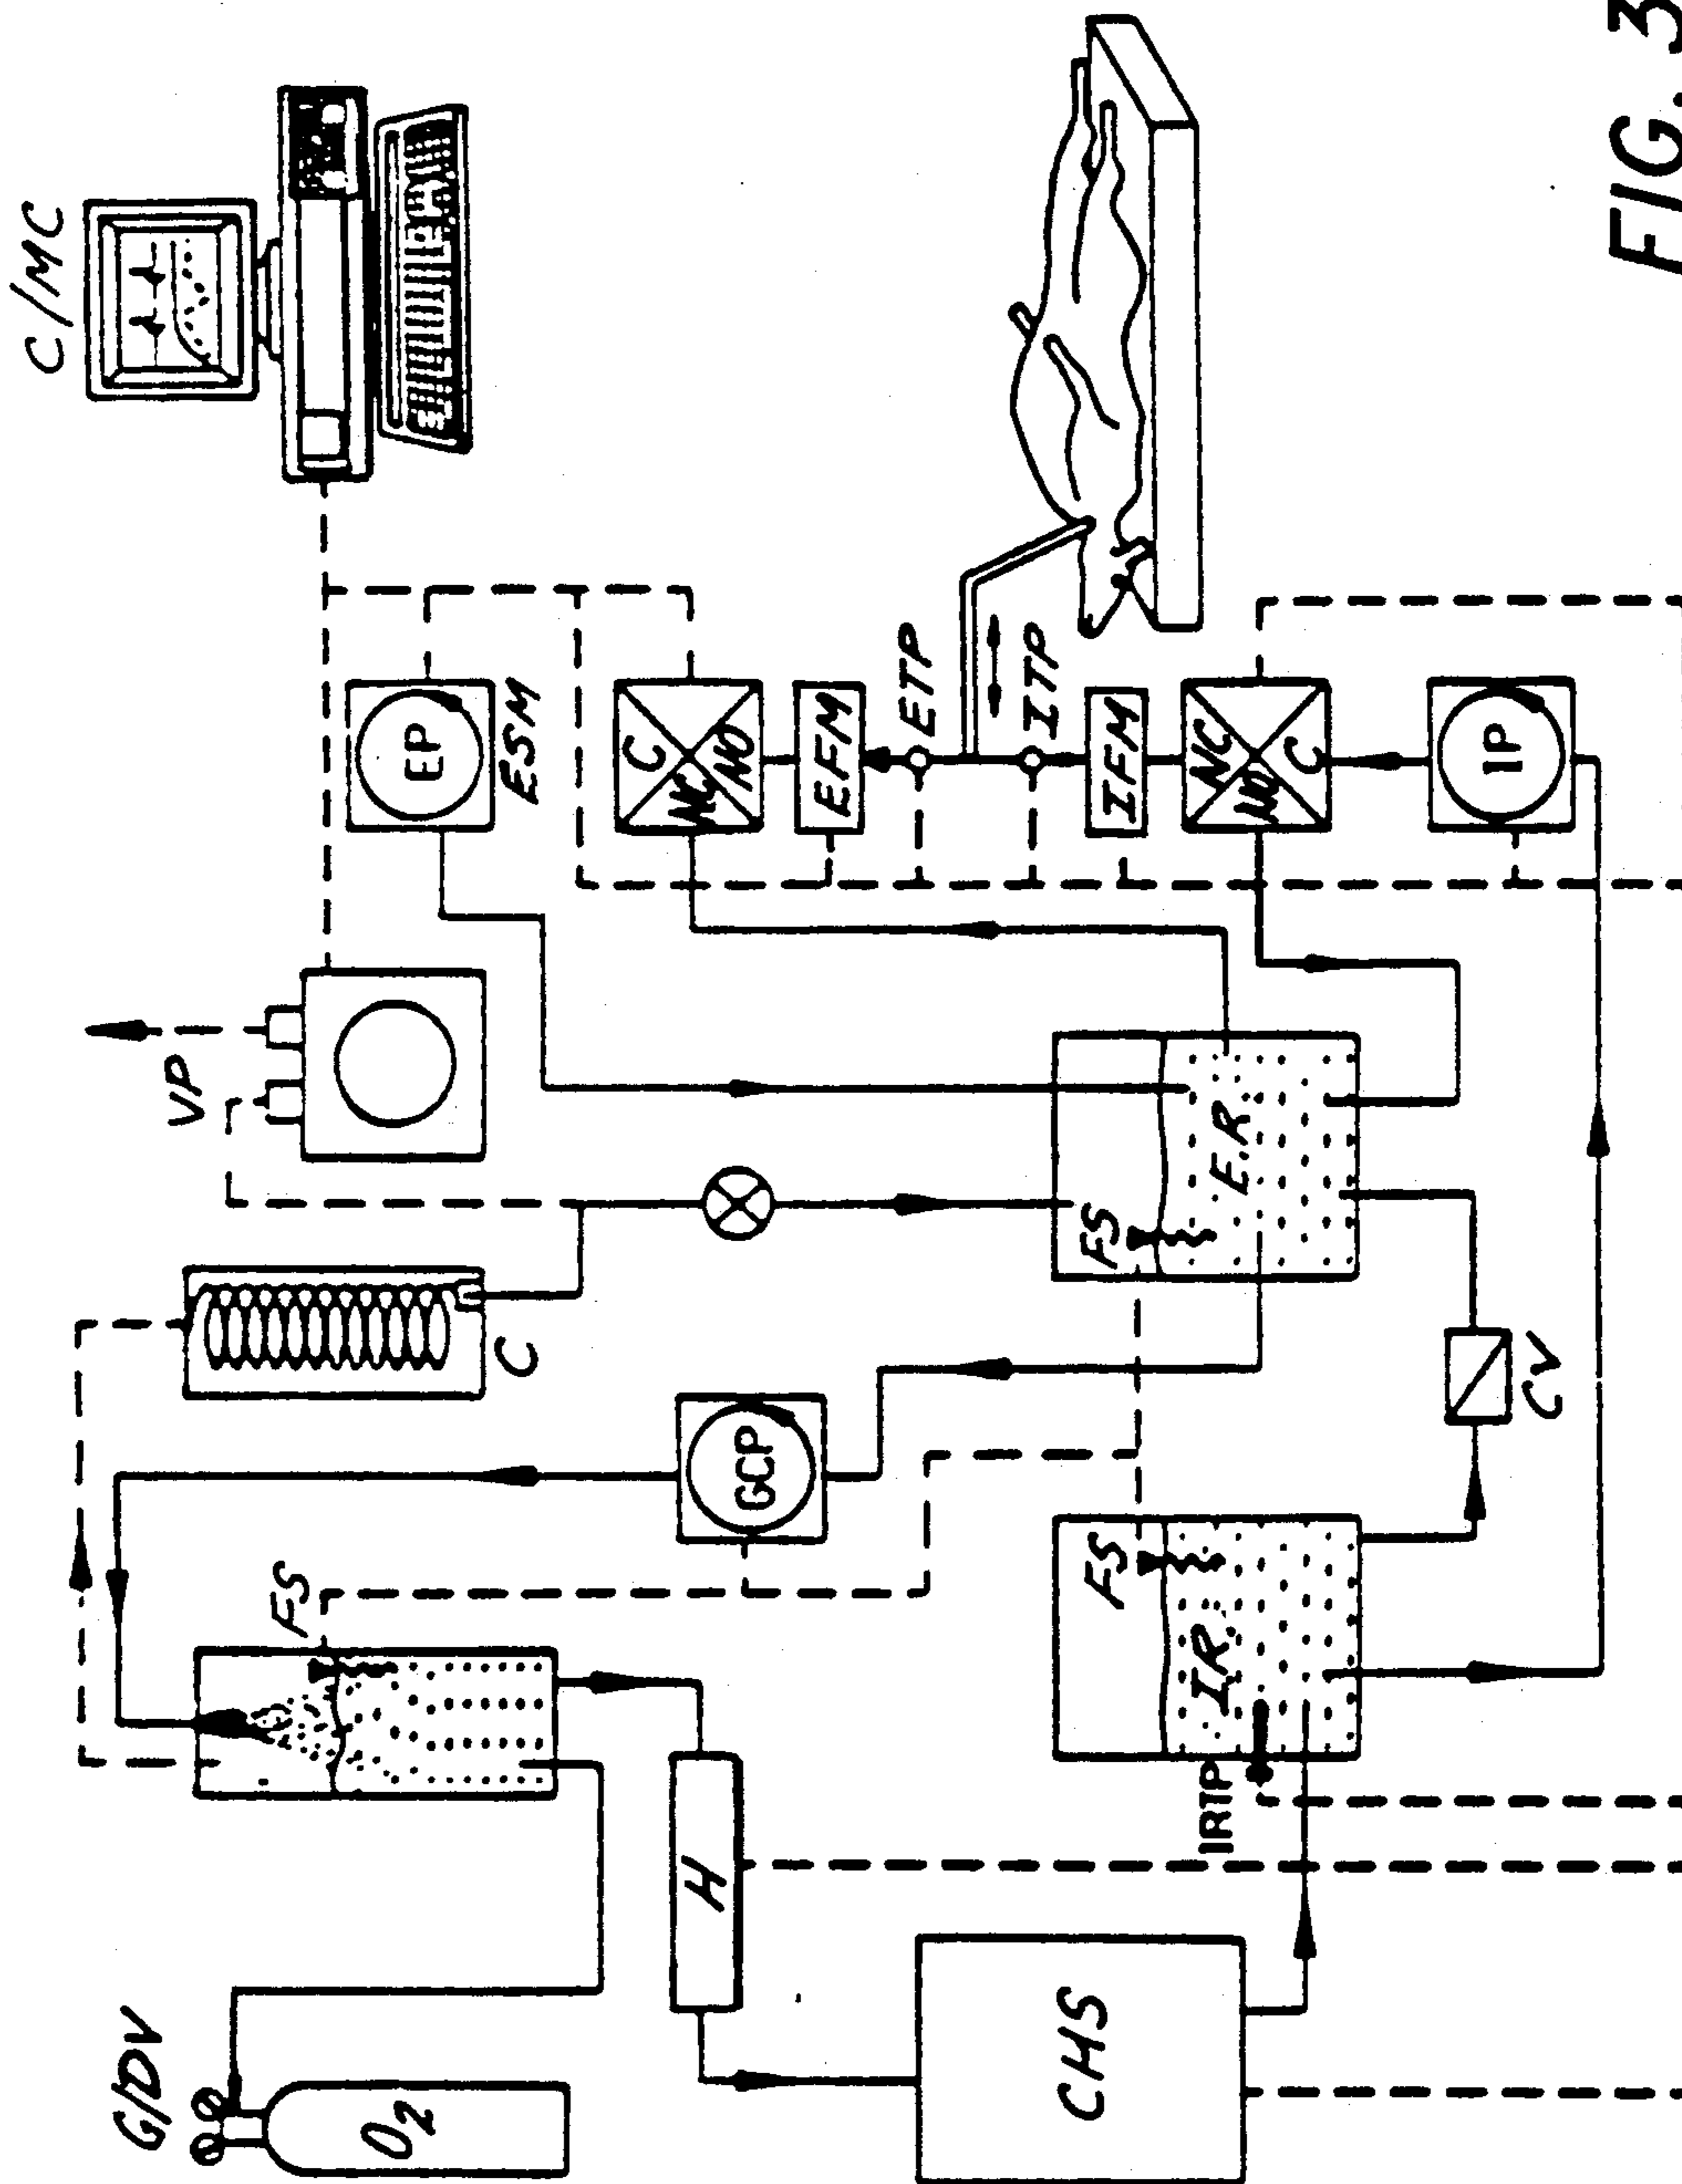 C/MC
G/DV
O2
VP
C
FS
EP
ESM
GCP
H
C
NC
NO
EFM
ETP
ITP
IFM
NC
NO
C
IP
CHS
FS
E.R
FS
I.R.
IRTP
CV
FIG. 3